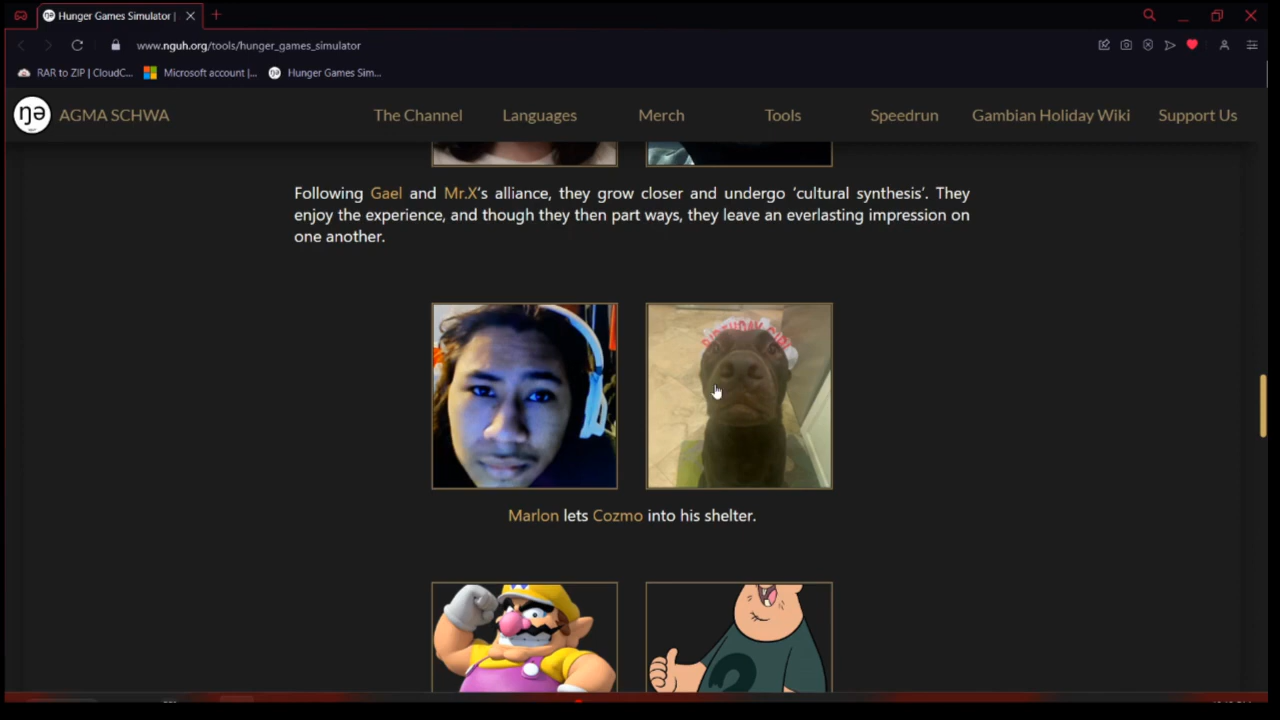 Hunger Games Simulator |
www.nguh.org/tools/hunger_games_simulator
RAR to ZIP | CloudC... Microsoft account |... Hunger Games Sim...
ŋə AGMA SCHWA The Channel Languages Merch Tools Speedrun Gambian Holiday Wiki Support Us
Following Gael and Mr.X's alliance, they grow closer and undergo 'cultural synthesis'. They
enjoy the experience, and though they then part ways, they leave an everlasting impression on
one another.
BIRTHDAY GIRL
Marlon lets Cozmo into his shelter.